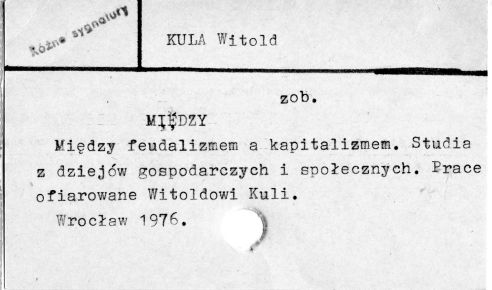 Różne sygnatury
KULA Witold
zob.
MIĘDZY
Między feudalizmem a kapitalizmem. Studia
z dziejów gospodarczych i społecznych. Prace
ofiarowane Witoldowi Kuli.
Wrocław 1976.